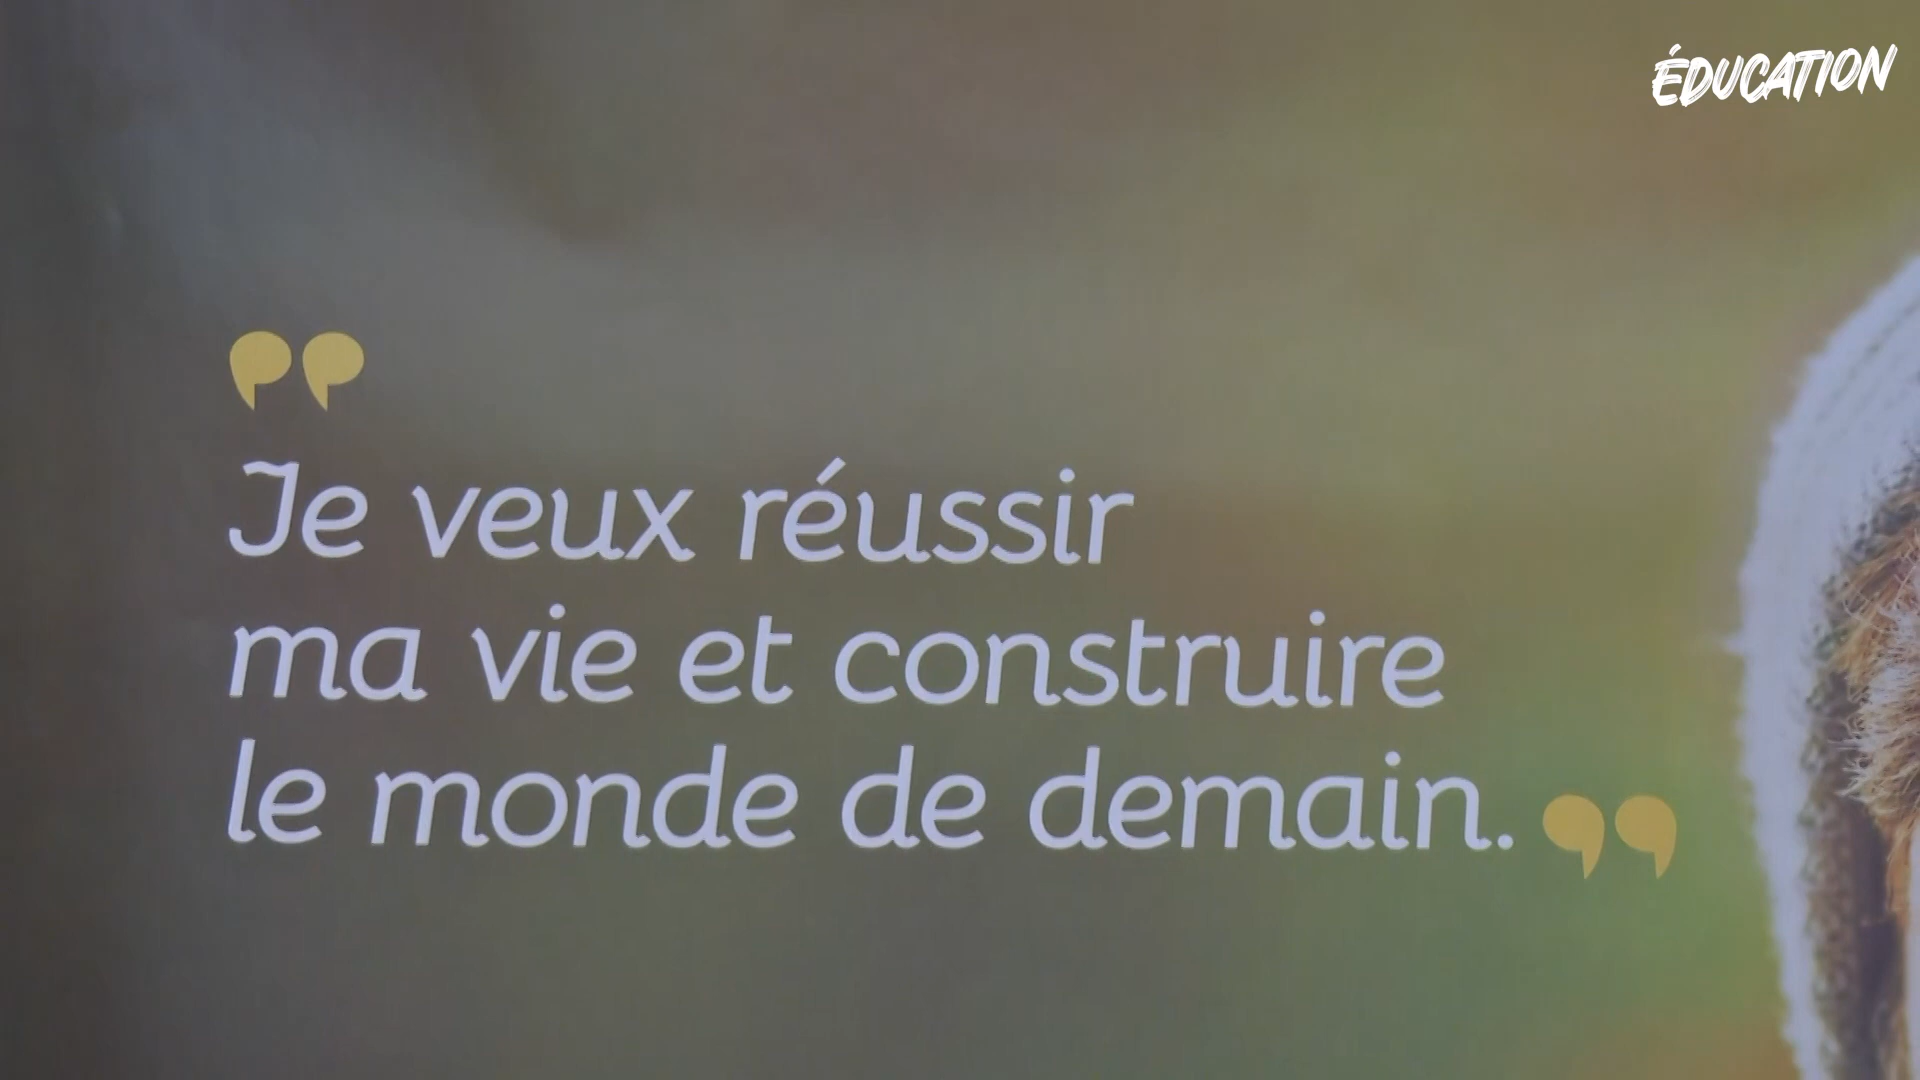 ÉDUCATION
❜❜
Je veux réussir
ma vie et construire
le monde de demain. ❜❜